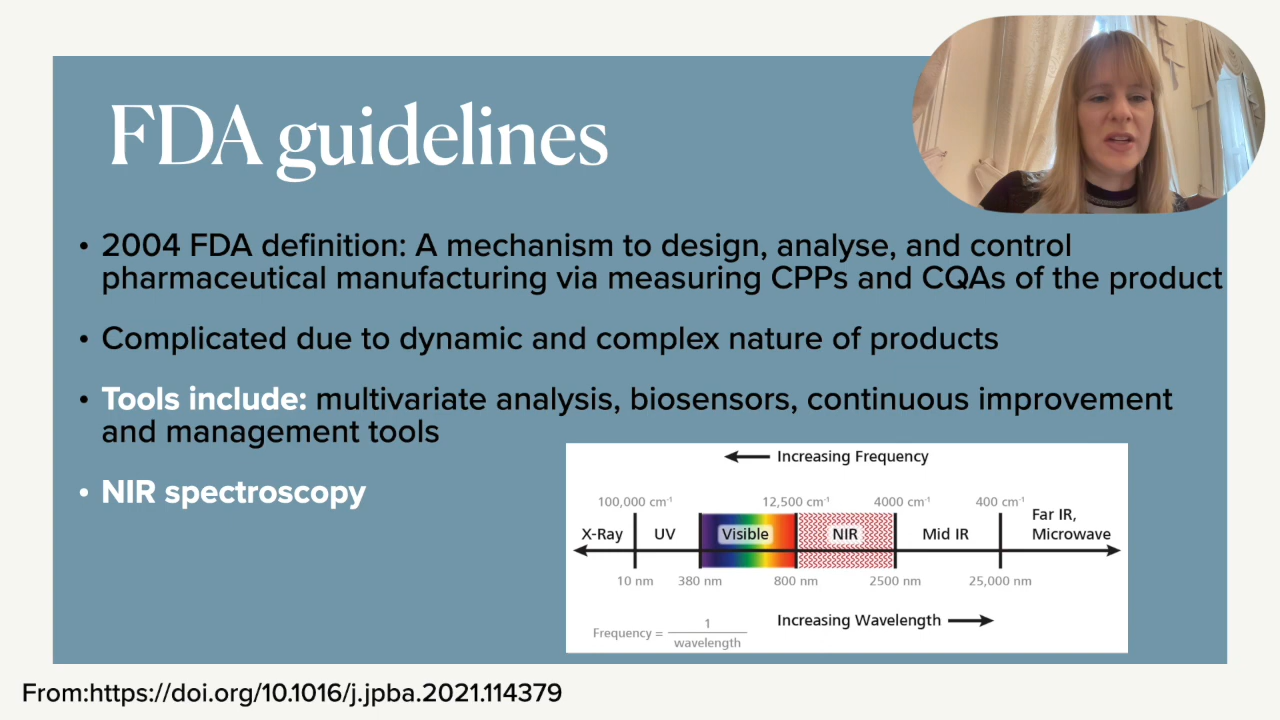 FDA guidelines
• 2004 FDA definition: A mechanism to design, analyse, and control
pharmaceutical manufacturing via measuring CPPs and CQAs of the product
• Complicated due to dynamic and complex nature of products
• Tools include: multivariate analysis, biosensors, continuous improvement
and management tools
• NIR spectroscopy
Increasing Frequency
100,000 cm⁻¹ 12,500 cm⁻¹ 4000 cm⁻¹ 400 cm⁻¹
X-Ray UV Visible NIR Mid IR Far IR,
Microwave
10 nm 380 nm 800 nm 2500 nm 25,000 nm
Increasing Wavelength
Frequency = 1
wavelength
From:https://doi.org/10.1016/j.jpba.2021.114379